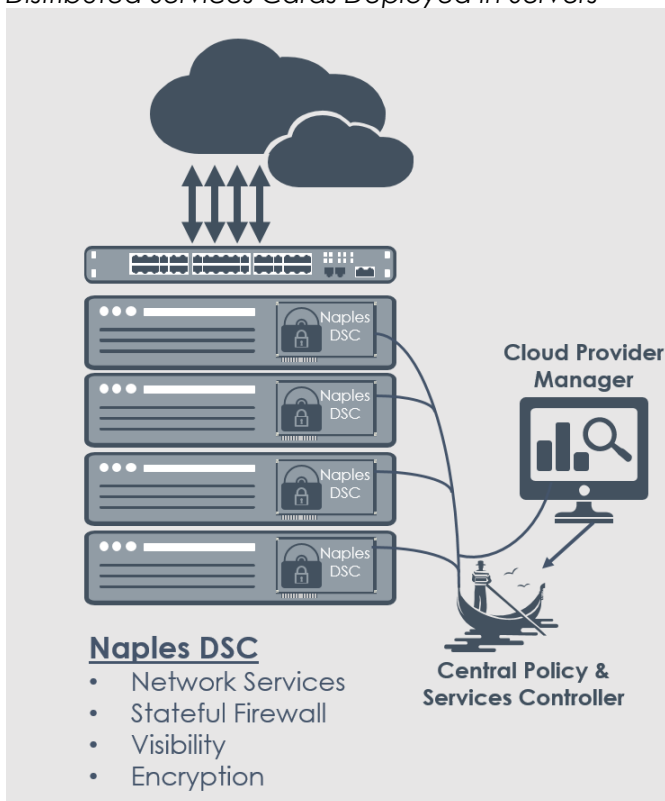 Distributed Services Cards Deployed in Servers
Naples
DSC
Naples
DSC
Naples
DSC
Naples
DSC
Cloud Provider
Manager
Central Policy &
Services Controller
Naples DSC
• Network Services
• Stateful Firewall
• Visibility
• Encryption